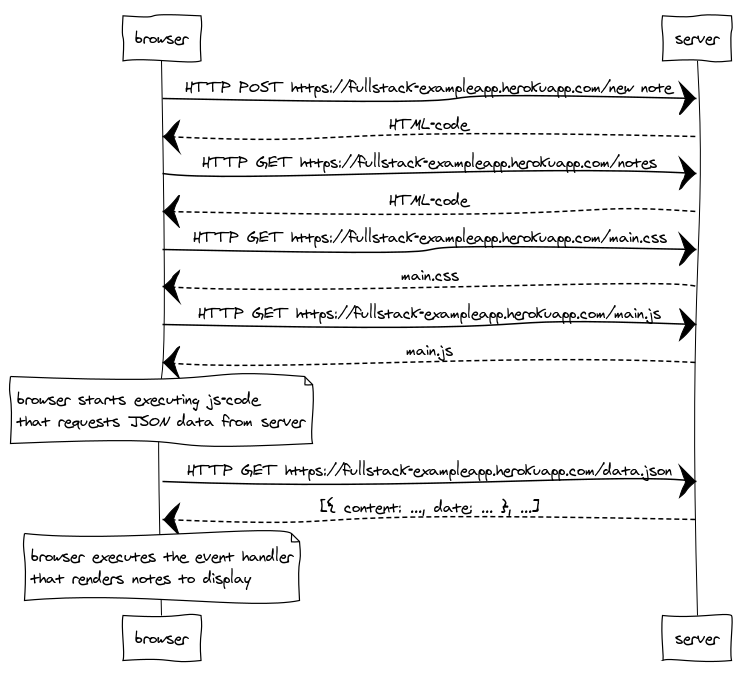 browser
server
HTTP POST https://fullstack-exampleapp.herokuapp.com/new note
HTML-code
HTTP GET https://fullstack-exampleapp.herokuapp.com/notes
HTML-code
HTTP GET https://fullstack-exampleapp.herokuapp.com/main.css
main.css
HTTP GET https://fullstack-exampleapp.herokuapp.com/main.js
main.js
browser starts executing js-code
that requests JSON data from server
HTTP GET https://fullstack-exampleapp.herokuapp.com/data.json
[{ content: ..., date: ... }, ...]
browser executes the event handler
that renders notes to display
browser
server